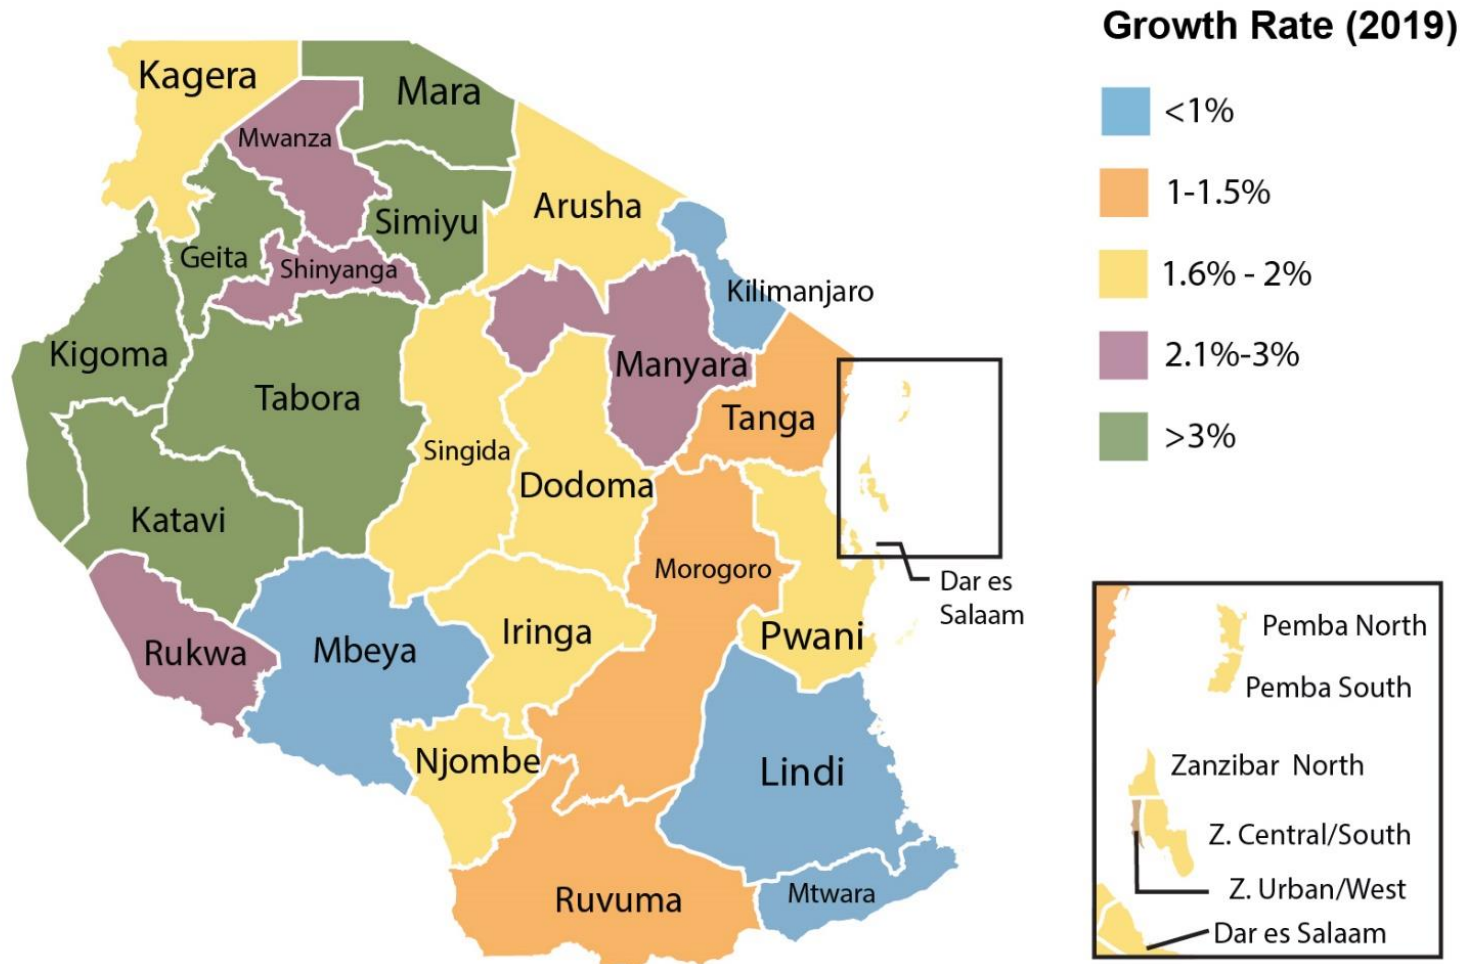 Growth Rate (2019)
<1%
1-1.5%
1.6% - 2%
2.1%-3%
>3%
Kagera
Mara
Mwanza
Arusha
Simiyu
Geita
Shinyanga
Kilimanjaro
Kigoma
Manyara
Tabora
Tanga
Singida
Dodoma
Katavi
Morogoro
Dar es
Salaam
Iringa
Pwani
Rukwa
Mbeya
Njombe
Lindi
Ruvuma
Mtwara
Pemba North
Pemba South
Zanzibar North
Z. Central/South
Z. Urban/West
Dar es Salaam